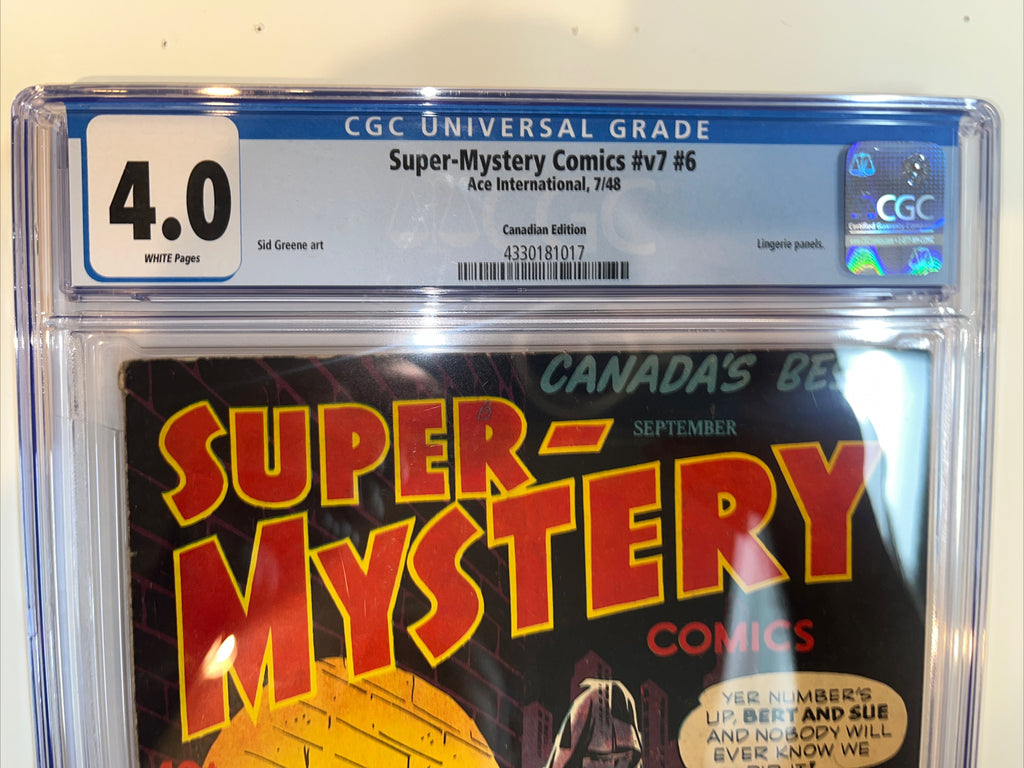 CGC UNIVERSAL GRADE
4.0
WHITE Pages
Super-Mystery Comics #v7 #6
Ace International, 7/48
Sid Greene art
Canadian Edition
4330181017
Lingerie panels.
CGC
CANADA'S
SEPTEMBER
SUPER-
MYSTERY
COMICS
YER NUMBER'S
UP, BERT AND SUE
AND NOBODY WILL
EVER KNOW WE